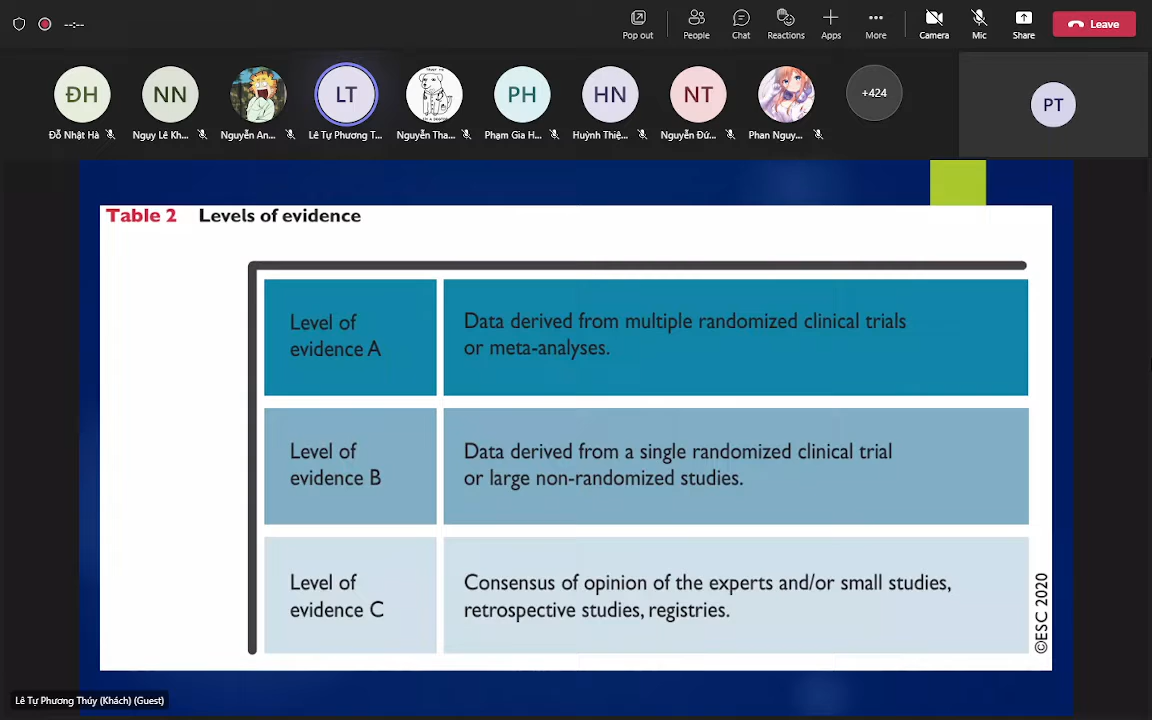 --:--
Pop out
People
Chat
Reactions
Apps
More
Camera
Mic
Share
Leave
ĐH
NN
LT
PH
HN
NT
+424
PT
Đỗ Nhật Hà
Ngụy Lê Kh...
Nguyễn An...
Lê Tự Phương T...
Nguyễn Tha...
Phạm Gia H...
Huỳnh Thiệ...
Nguyễn Đứ...
Phan Nguy...
Table 2 Levels of evidence
Level of
evidence A
Data derived from multiple randomized clinical trials
or meta-analyses.
Level of
evidence B
Data derived from a single randomized clinical trial
or large non-randomized studies.
Level of
evidence C
Consensus of opinion of the experts and/or small studies,
retrospective studies, registries.
©ESC 2020
Lê Tự Phương Thúy (Khách) (Guest)